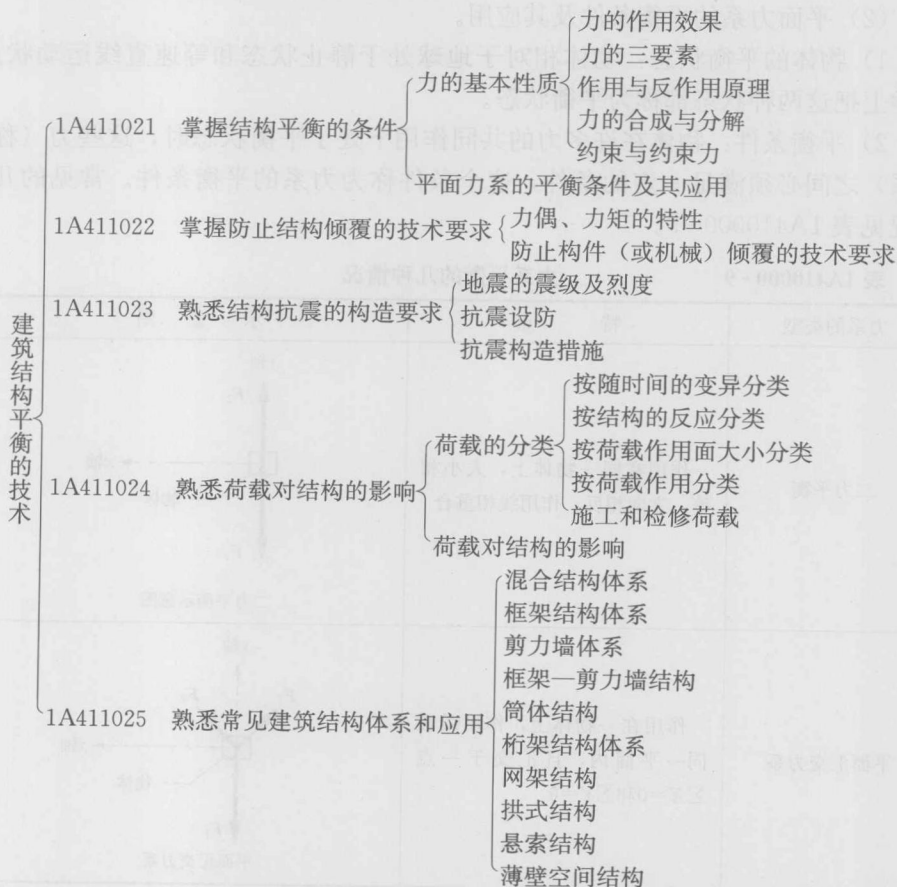 建筑结构平衡的技术
1A411021 掌握结构平衡的条件
力的基本性质
力的作用效果
力的三要素
作用与反作用原理
力的合成与分解
约束与约束力
平面力系的平衡条件及其应用
1A411022 掌握防止结构倾覆的技术要求
力偶、力矩的特性
防止构件（或机械）倾覆的技术要求
1A411023 熟悉结构抗震的构造要求
地震的震级及烈度
抗震设防
抗震构造措施
1A411024 熟悉荷载对结构的影响
荷载的分类
按随时间的变异分类
按结构的反应分类
按荷载作用面大小分类
按荷载作用分类
施工和检修荷载
荷载对结构的影响
1A411025 熟悉常见建筑结构体系和应用
混合结构体系
框架结构体系
剪力墙体系
框架—剪力墙结构
筒体结构
桁架结构体系
网架结构
拱式结构
悬索结构
薄壁空间结构